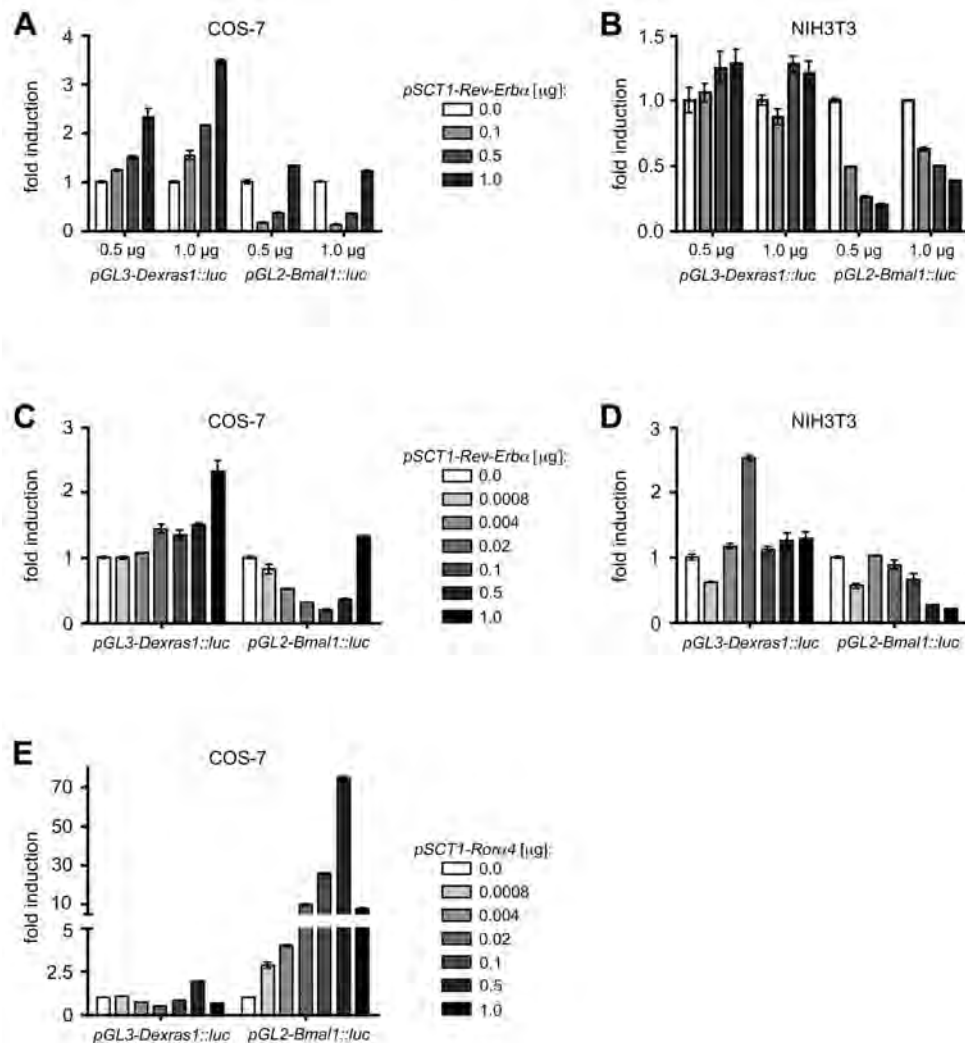 A
COS-7
fold induction
4
3
2
1
0
0.5 µg
1.0 µg
0.5 µg
1.0 µg
pGL3-Dexras1::luc
pGL2-Bmal1::luc
pSCT1-Rev-Erbα [µg]:
0.0
0.1
0.5
1.0
B
NIH3T3
fold induction
1.5
1.0
0.5
0.0
0.5 µg
1.0 µg
0.5 µg
1.0 µg
pGL3-Dexras1::luc
pGL2-Bmal1::luc
C
COS-7
fold induction
3
2
1
0
pGL3-Dexras1::luc
pGL2-Bmal1::luc
pSCT1-Rev-Erbα [µg]:
0.0
0.0008
0.004
0.02
0.1
0.5
1.0
D
NIH3T3
fold induction
3
2
1
0
pGL3-Dexras1::luc
pGL2-Bmal1::luc
E
COS-7
fold induction
70
50
30
10
5
2.5
0
pGL3-Dexras1::luc
pGL2-Bmal1::luc
pSCT1-Rorα4 [µg]:
0.0
0.0008
0.004
0.02
0.1
0.5
1.0